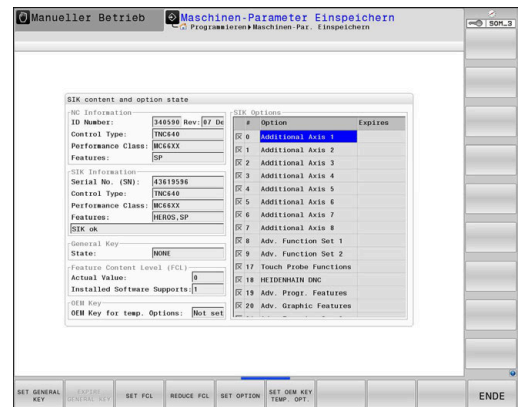 Manueller Betrieb
Maschinen-Parameter Einspeichern
Programmieren▸Maschinen-Par. Einspeichern
SOM_3
SIK content and option state
NC Information
ID Number: 340590 Rev: 07 De
Control Type: TNC640
Performance Class: MC66XX
Features: SP
SIK Information
Serial No. (SN): 43619596
Control Type: TNC640
Performance Class: MC66XX
Features: HEROS,SP
SIK ok
General Key
State: NONE
Feature Content Level (FCL)
Actual Value: 0
Installed Software Supports: 1
OEM Key
OEM Key for temp. Options: Not set
SIK Options
# Option Expires
0 Additional Axis 1
1 Additional Axis 2
2 Additional Axis 3
3 Additional Axis 4
4 Additional Axis 5
5 Additional Axis 6
6 Additional Axis 7
7 Additional Axis 8
8 Adv. Function Set 1
9 Adv. Function Set 2
17 Touch Probe Functions
18 HEIDENHAIN DNC
19 Adv. Progr. Features
20 Adv. Graphic Features
SET GENERAL KEY
EXPIRE GENERAL KEY
SET FCL
REDUCE FCL
SET OPTION
SET OEM KEY TEMP. OPT.
ENDE